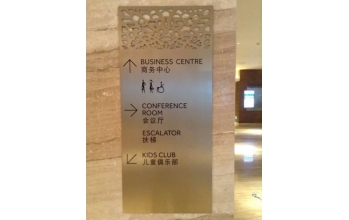 BUSINESS CENTRE
商务中心
CONFERENCE
ROOM
会议厅
ESCALATOR
扶梯
KIDS CLUB
儿童俱乐部